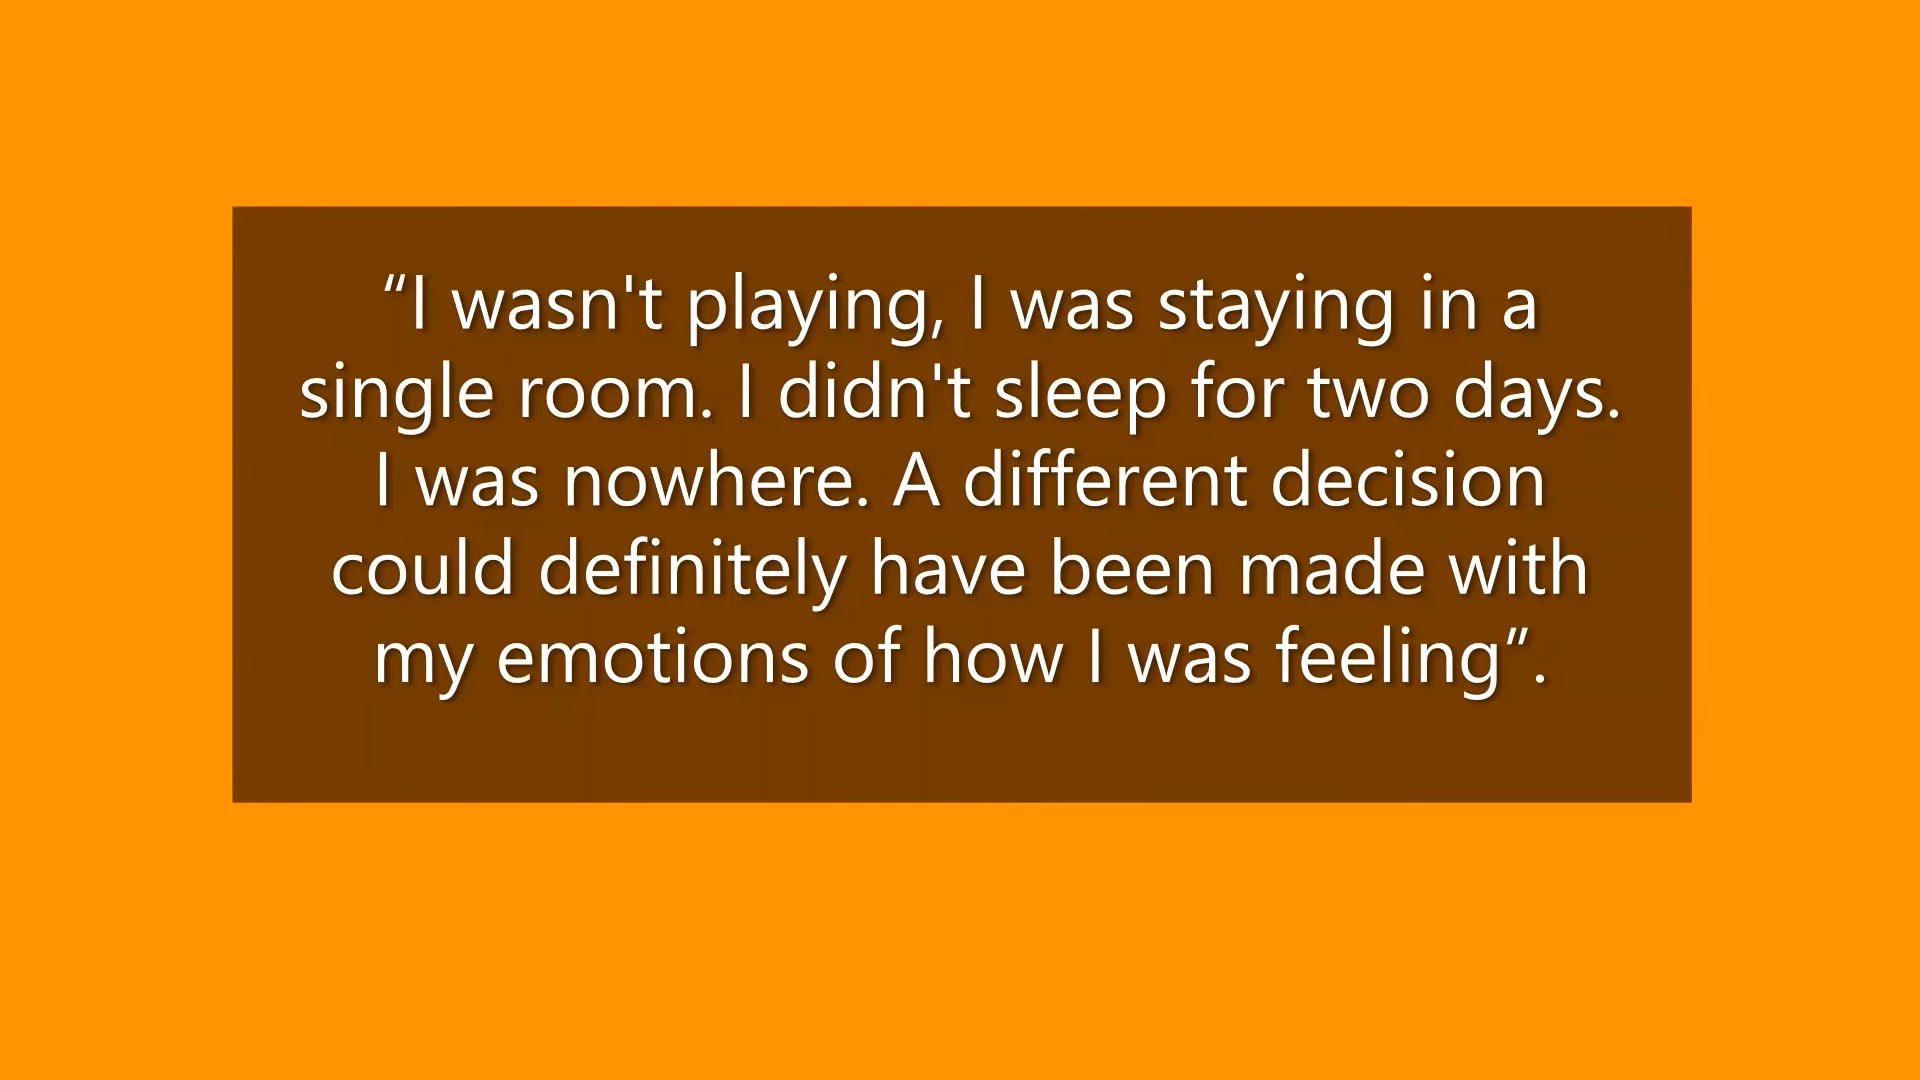 “I wasn't playing, I was staying in a
single room. I didn't sleep for two days.
I was nowhere. A different decision
could definitely have been made with
my emotions of how I was feeling”.